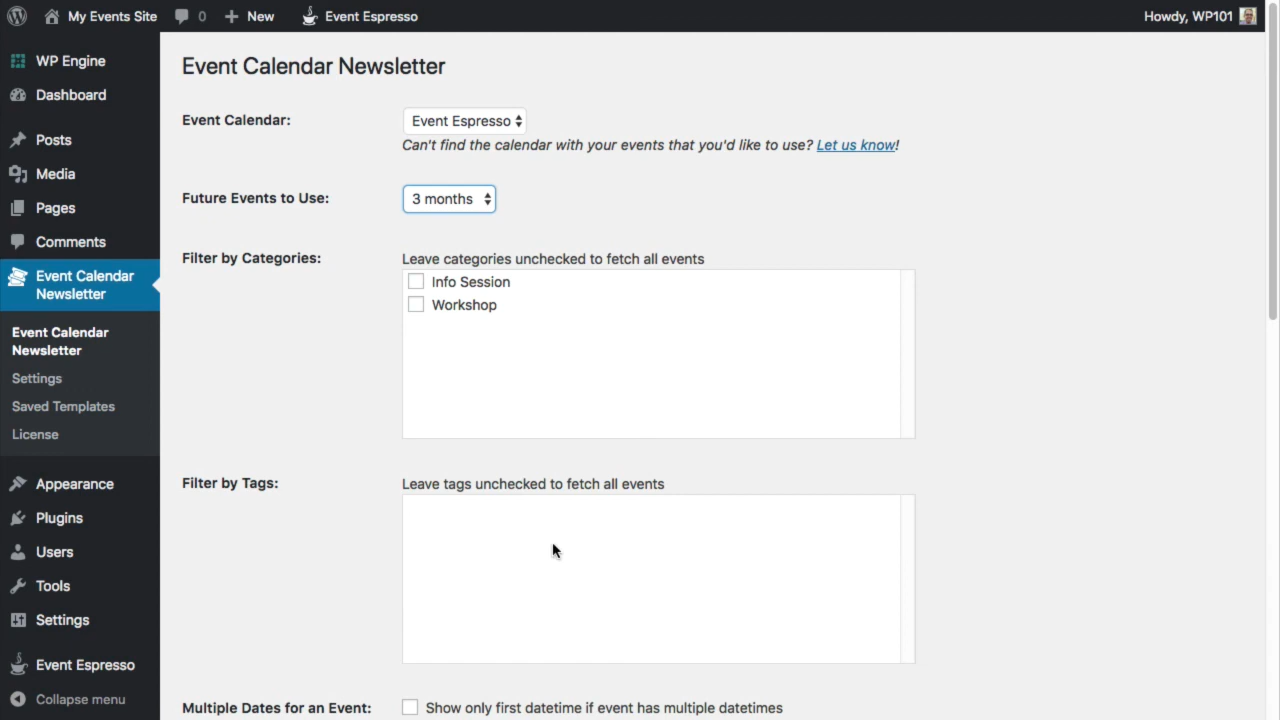 My Events Site 0 New Event Espresso Howdy, WP101
WP Engine
Dashboard
Posts
Media
Pages
Comments
Event Calendar
Newsletter
Event Calendar
Newsletter
Settings
Saved Templates
License
Appearance
Plugins
Users
Tools
Settings
Event Espresso
Collapse menu
Event Calendar Newsletter
Event Calendar: Event Espresso
Can't find the calendar with your events that you'd like to use? Let us know!
Future Events to Use: 3 months
Filter by Categories: Leave categories unchecked to fetch all events
Info Session
Workshop
Filter by Tags: Leave tags unchecked to fetch all events
Multiple Dates for an Event: Show only first datetime if event has multiple datetimes